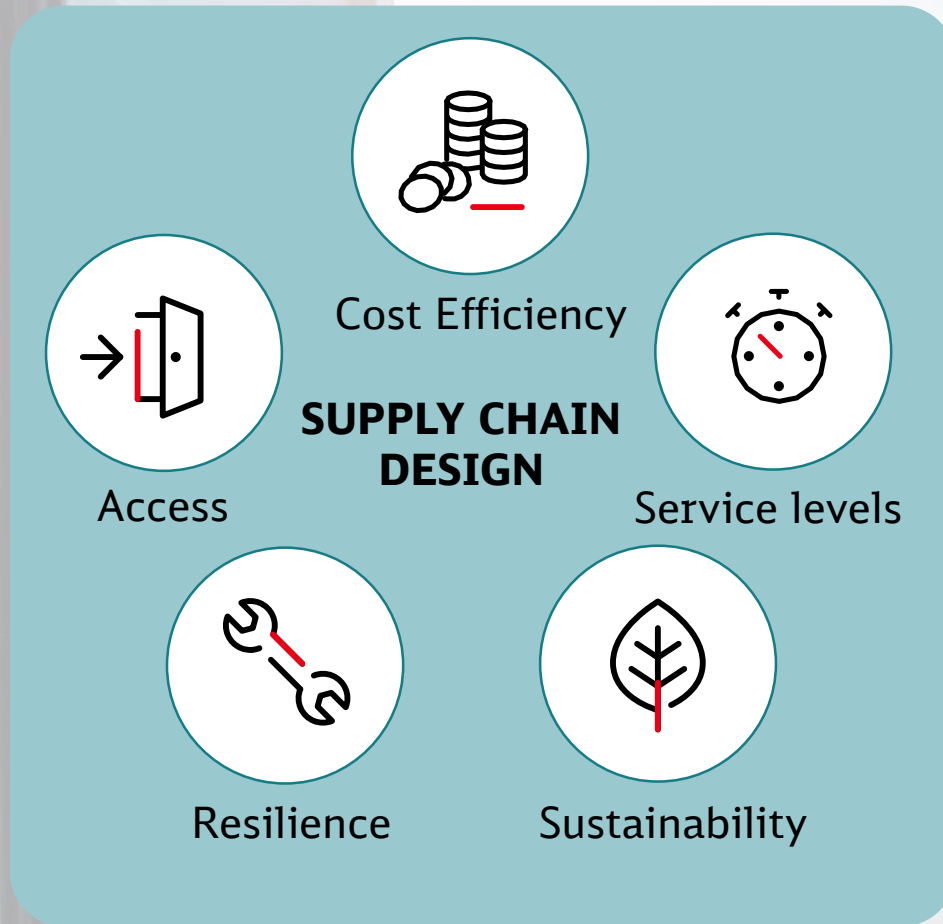 Cost Efficiency
Access
SUPPLY CHAIN
DESIGN
Service levels
Resilience
Sustainability